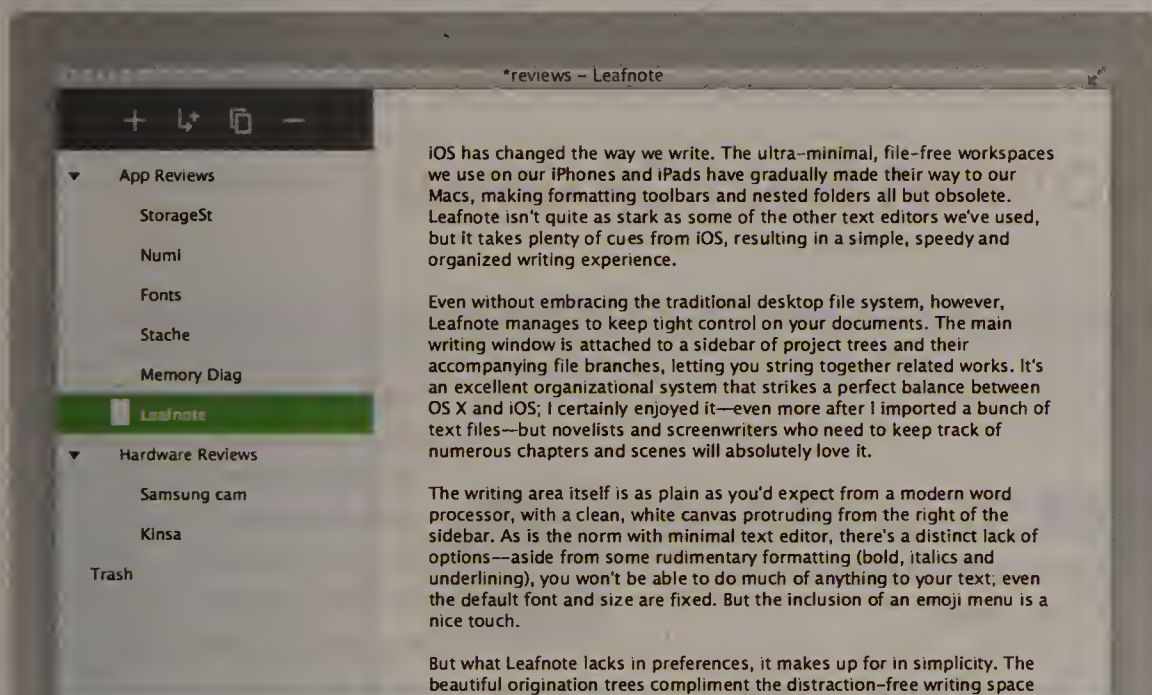 *reviews – Leafnote
App Reviews
StorageSt
Numi
Fonts
Stache
Memory Diag
Leafnote
Hardware Reviews
Samsung cam
Kinsa
Trash
iOS has changed the way we write. The ultra-minimal, file-free workspaces
we use on our iPhones and iPads have gradually made their way to our
Macs, making formatting toolbars and nested folders all but obsolete.
Leafnote isn't quite as stark as some of the other text editors we've used,
but it takes plenty of cues from iOS, resulting in a simple, speedy and
organized writing experience.
Even without embracing the traditional desktop file system, however,
Leafnote manages to keep tight control on your documents. The main
writing window is attached to a sidebar of project trees and their
accompanying file branches, letting you string together related works. It's
an excellent organizational system that strikes a perfect balance between
OS X and iOS; I certainly enjoyed it—even more after I imported a bunch of
text files—but novelists and screenwriters who need to keep track of
numerous chapters and scenes will absolutely love it.
The writing area itself is as plain as you'd expect from a modern word
processor, with a clean, white canvas protruding from the right of the
sidebar. As is the norm with minimal text editor, there's a distinct lack of
options--aside from some rudimentary formatting (bold, italics and
underlining), you won't be able to do much of anything to your text; even
the default font and size are fixed. But the inclusion of an emoji menu is a
nice touch.
But what Leafnote lacks in preferences, it makes up for in simplicity. The
beautiful origination trees compliment the distraction-free writing space